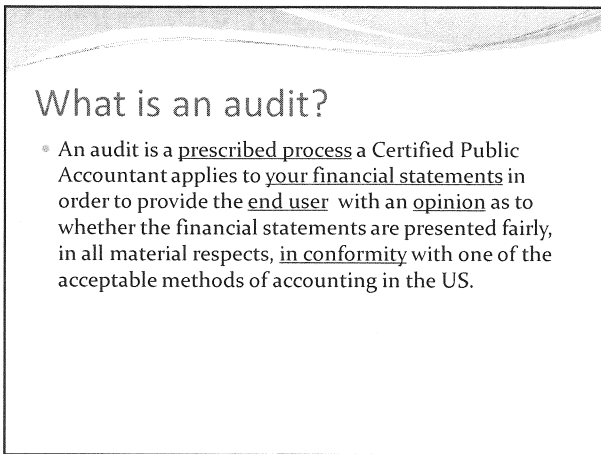 What is an audit?
An audit is a prescribed process a Certified Public
Accountant applies to your financial statements in
order to provide the end user with an opinion as to
whether the financial statements are presented fairly,
in all material respects, in conformity with one of the
acceptable methods of accounting in the US.